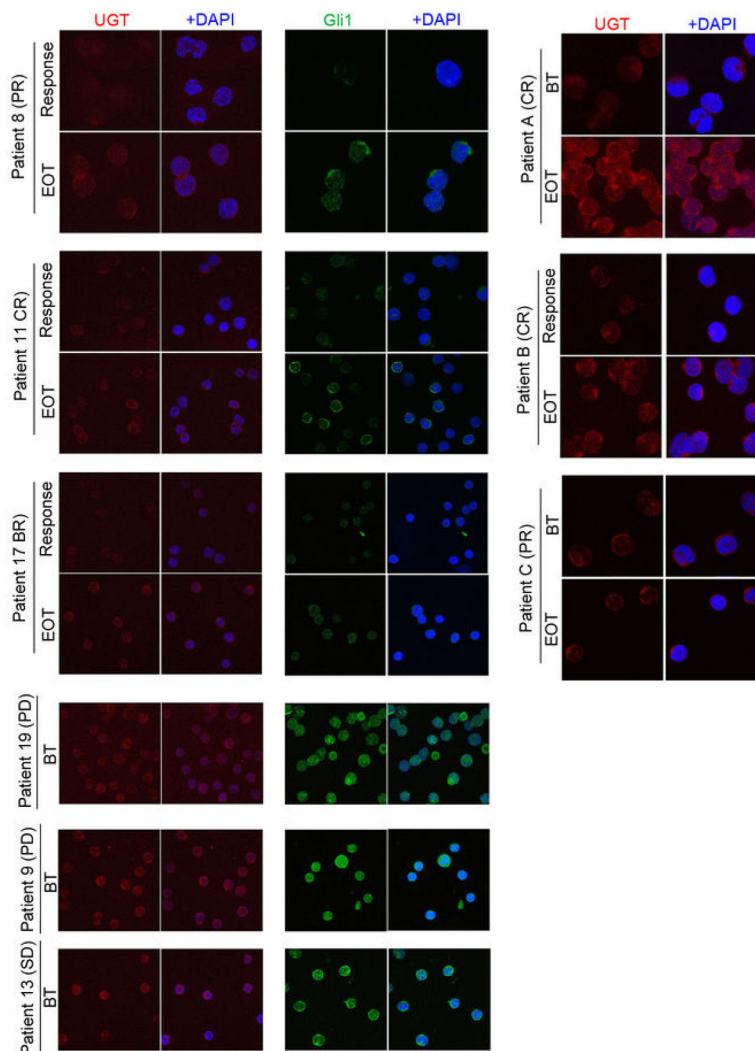 UGT +DAPI Gli1 +DAPI
Patient 8 (PR)
Response
EOT
Patient 11 CR
Response
EOT
Patient 17 BR
Response
EOT
Patient 19 (PD)
BT
Patient 9 (PD)
BT
Patient 13 (SD)
BT
UGT +DAPI
Patient A (CR)
BT
EOT
Patient B (CR)
Response
EOT
Patient C (PR)
BT
EOT